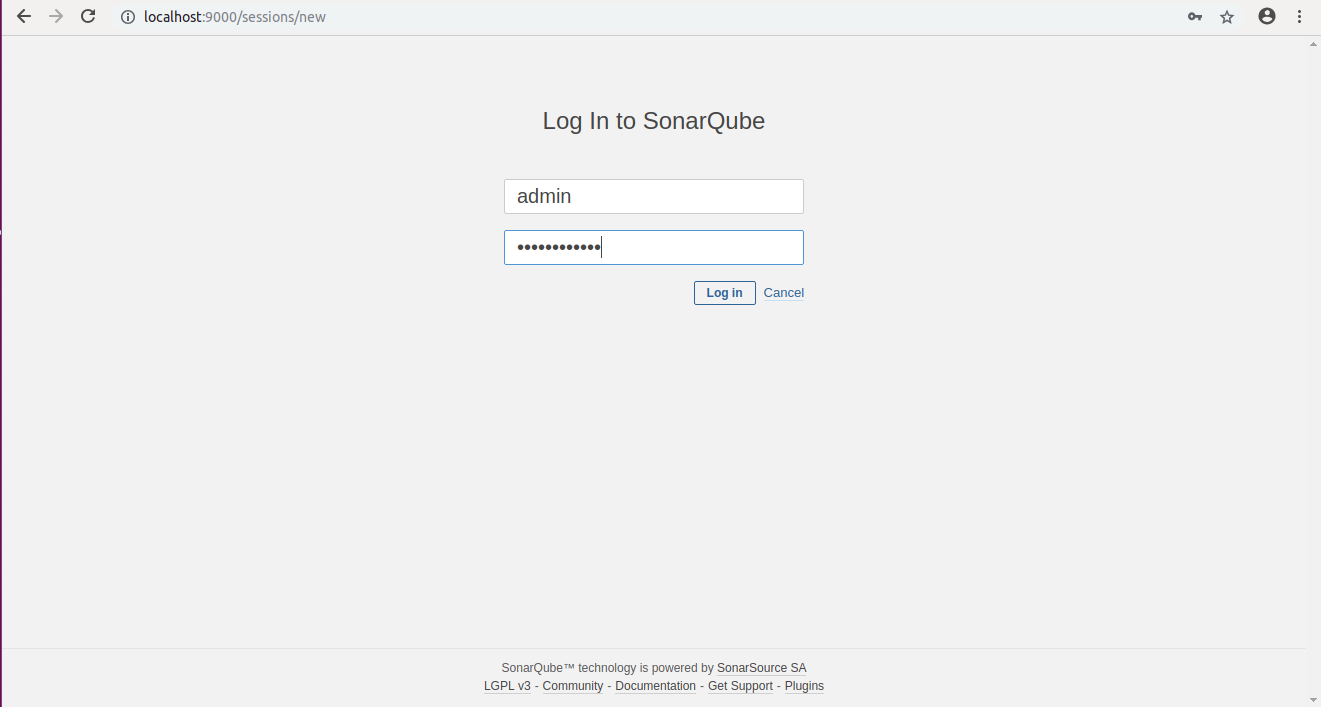 localhost:9000/sessions/new
Log In to SonarQube
admin
••••••••••••
Log in Cancel
SonarQube™ technology is powered by SonarSource SA
LGPL v3 - Community - Documentation - Get Support - Plugins